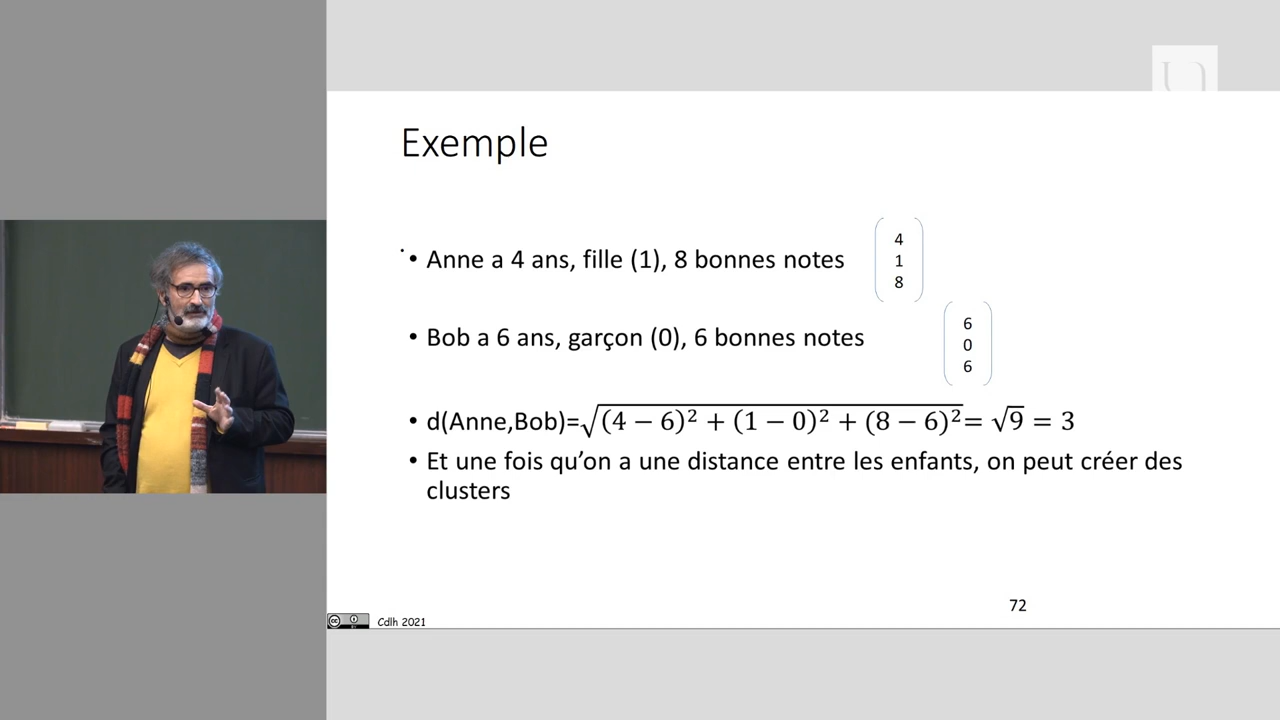 Exemple
• Anne a 4 ans, fille (1), 8 bonnes notes
4
1
8
• Bob a 6 ans, garçon (0), 6 bonnes notes
6
0
6
• d(Anne,Bob)=√(4 − 6)² + (1 − 0)² + (8 − 6)²= √9 = 3
• Et une fois qu’on a une distance entre les enfants, on peut créer des
clusters
72
Cdlh 2021